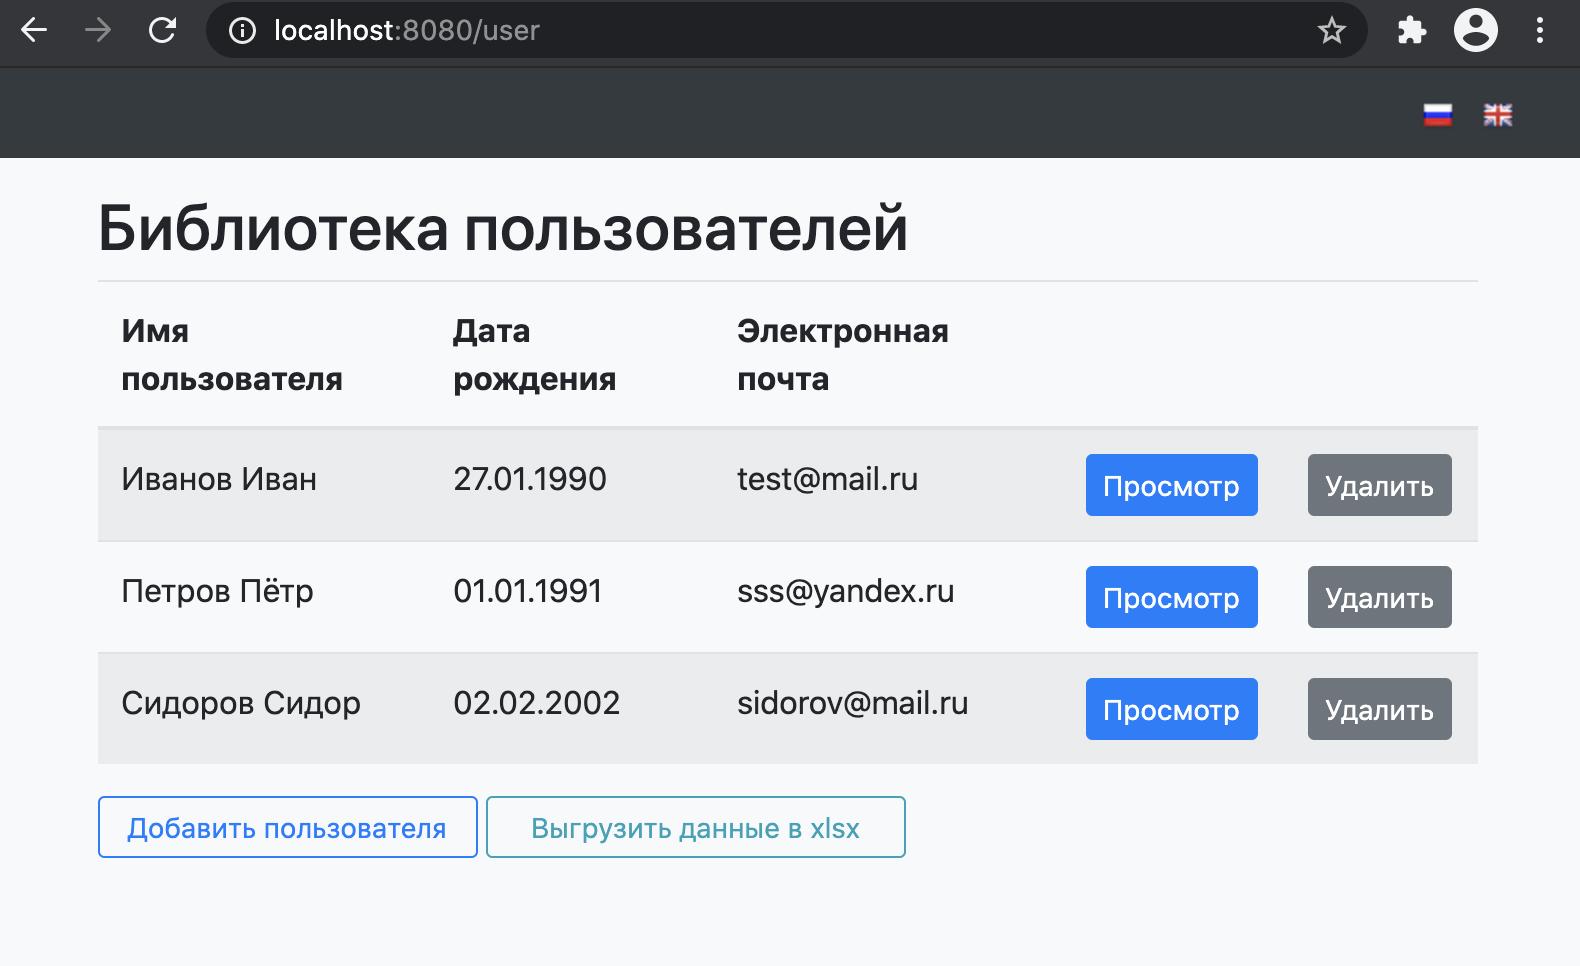 localhost:8080/user
Библиотека пользователей
Имя пользователя Дата рождения Электронная почта
Иванов Иван 27.01.1990 test@mail.ru Просмотр Удалить
Петров Пётр 01.01.1991 sss@yandex.ru Просмотр Удалить
Сидоров Сидор 02.02.2002 sidorov@mail.ru Просмотр Удалить
Добавить пользователя Выгрузить данные в xlsx